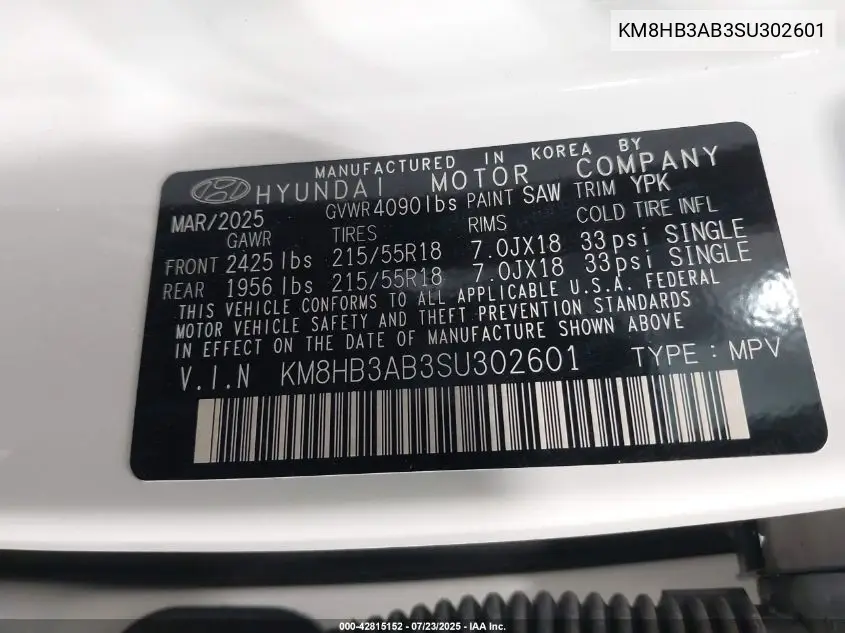 KM8HB3AB3SU302601
MANUFACTURED IN KOREA BY
HYUNDAI MOTOR COMPANY
MAR/2025 GVWR 4090lbs PAINT SAW TRIM YPK
GAWR TIRES RIMS COLD TIRE INFL
FRONT 2425 lbs 215/55R18 7.0JX18 33psi SINGLE
REAR 1956 lbs 215/55R18 7.0JX18 33psi SINGLE
THIS VEHICLE CONFORMS TO ALL APPLICABLE U.S.A. FEDERAL
MOTOR VEHICLE SAFETY AND THEFT PREVENTION STANDARDS
IN EFFECT ON THE DATE OF MANUFACTURE SHOWN ABOVE
V.I.N KM8HB3AB3SU302601 TYPE : MPV
000-42815152 - 07/23/2025 - IAA Inc.